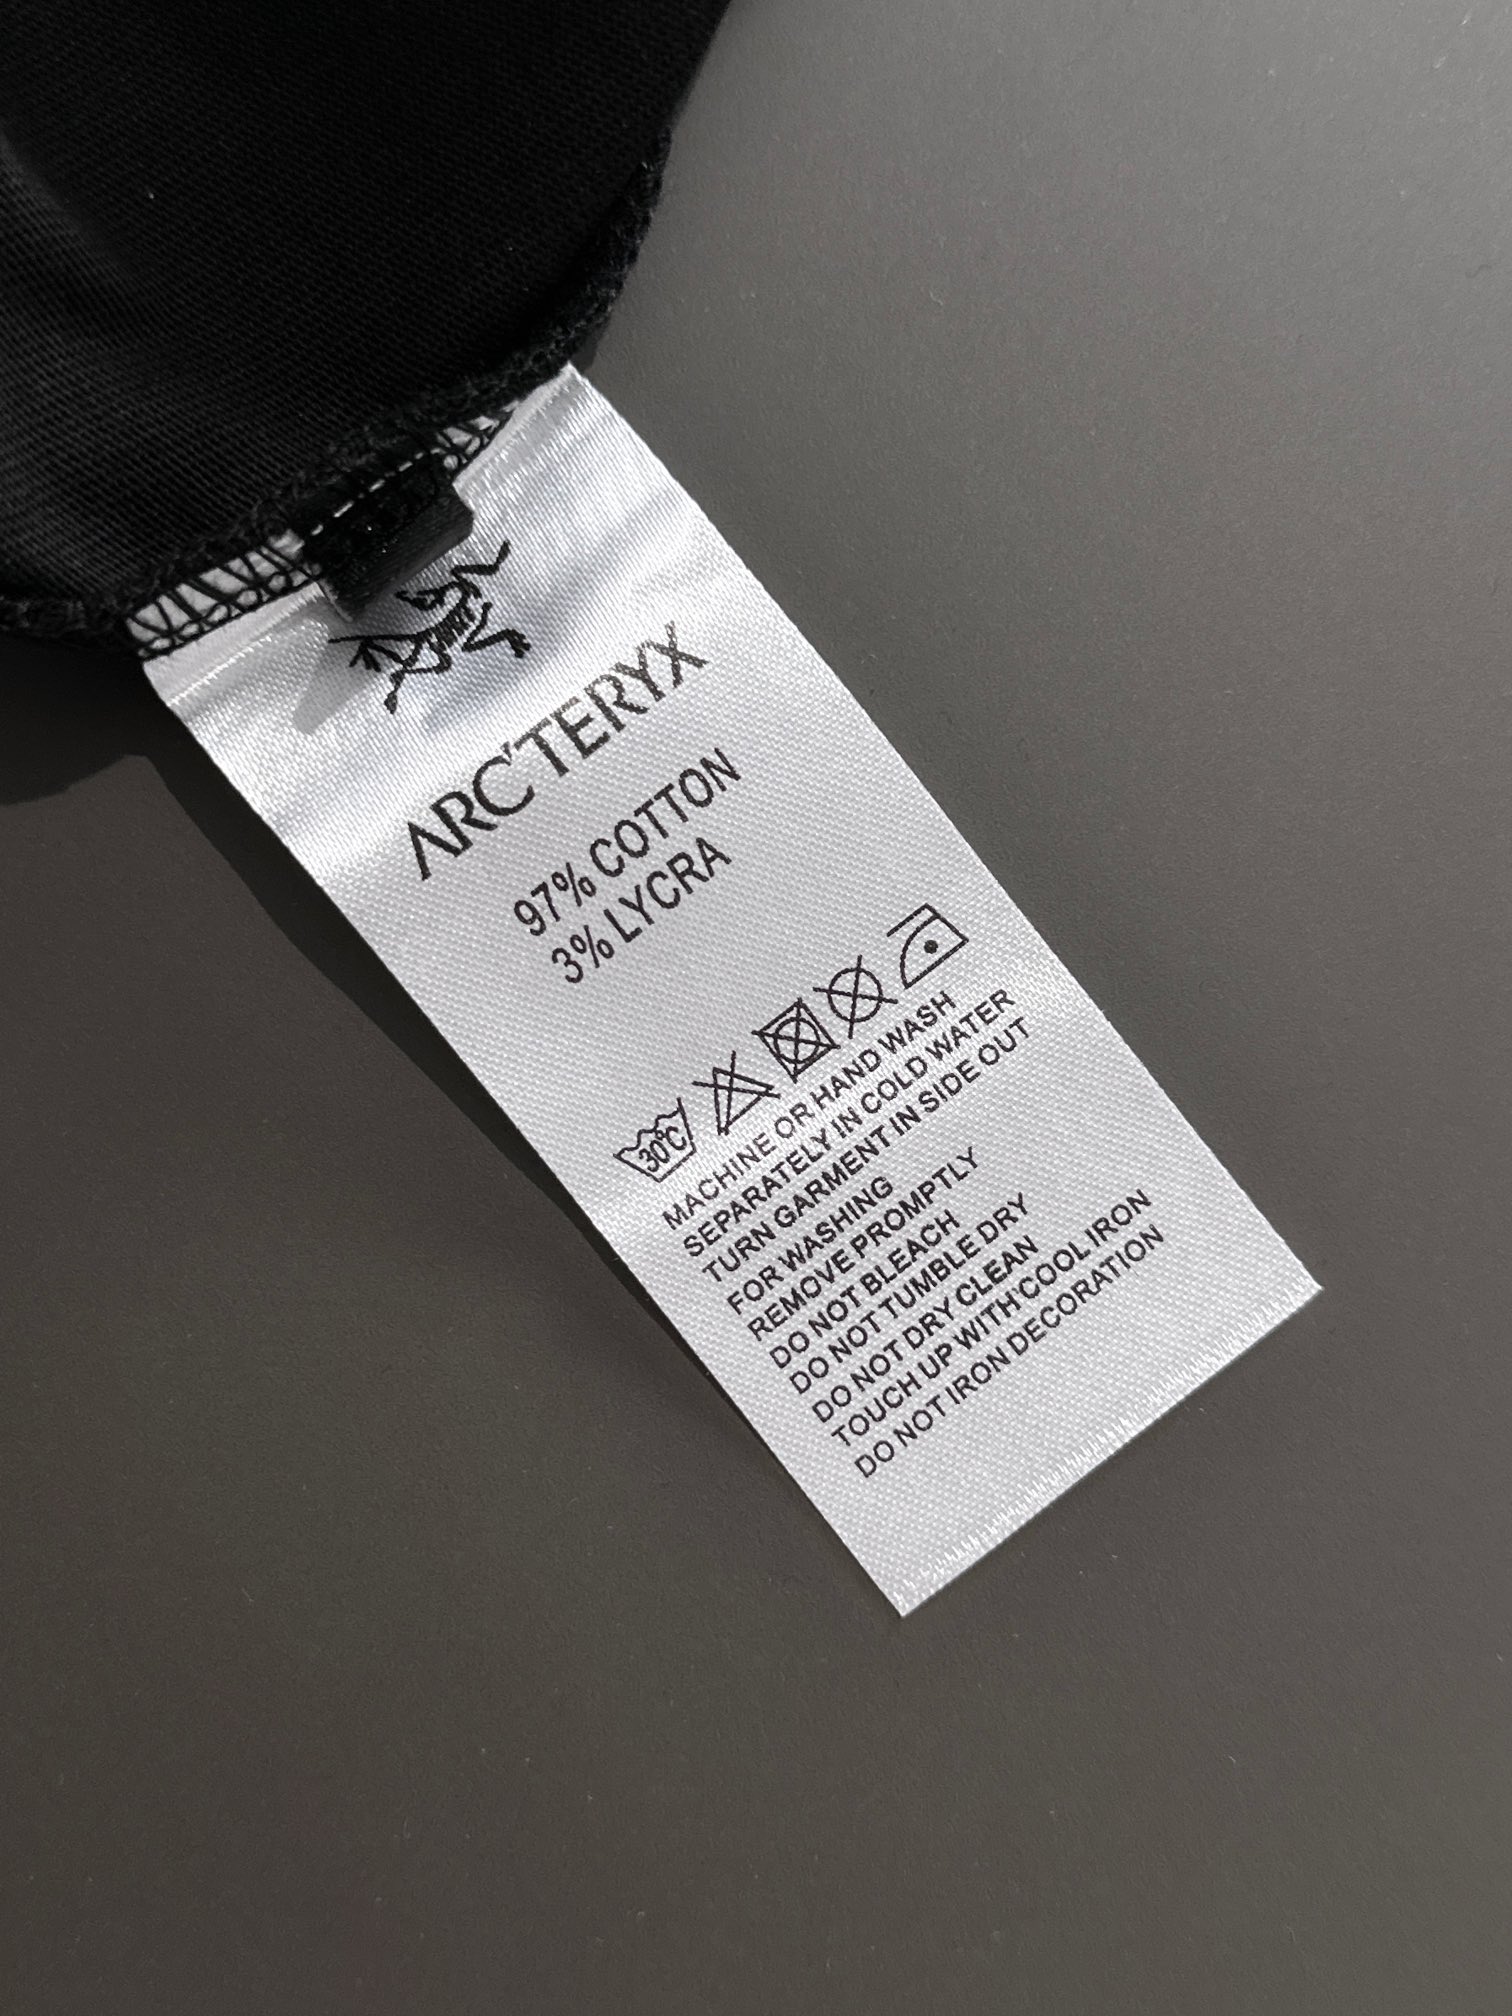 ARC'TERYX
97% COTTON
3% LYCRA
30°C
MACHINE OR HAND WASH
SEPARATELY IN COLD WATER
TURN GARMENT IN SIDE OUT
FOR WASHING
REMOVE PROMPTLY
DO NOT BLEACH
DO NOT TUMBLE DRY
DO NOT DRY CLEAN
TOUCH UP WITH'COOL IRON
DO NOT IRON DECORATION